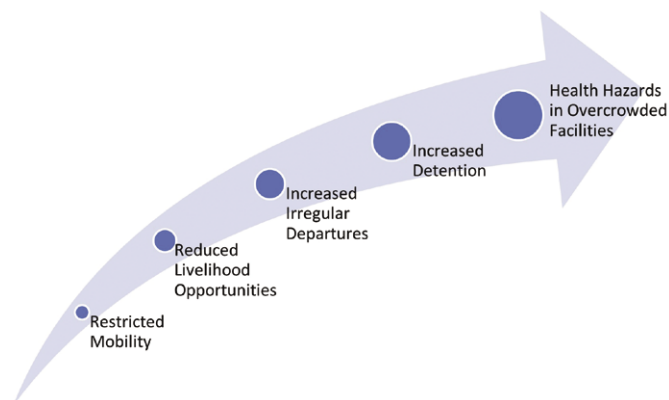 Restricted
Mobility
Reduced
Livelihood
Opportunities
Increased
Irregular
Departures
Increased
Detention
Health Hazards
in Overcrowded
Facilities